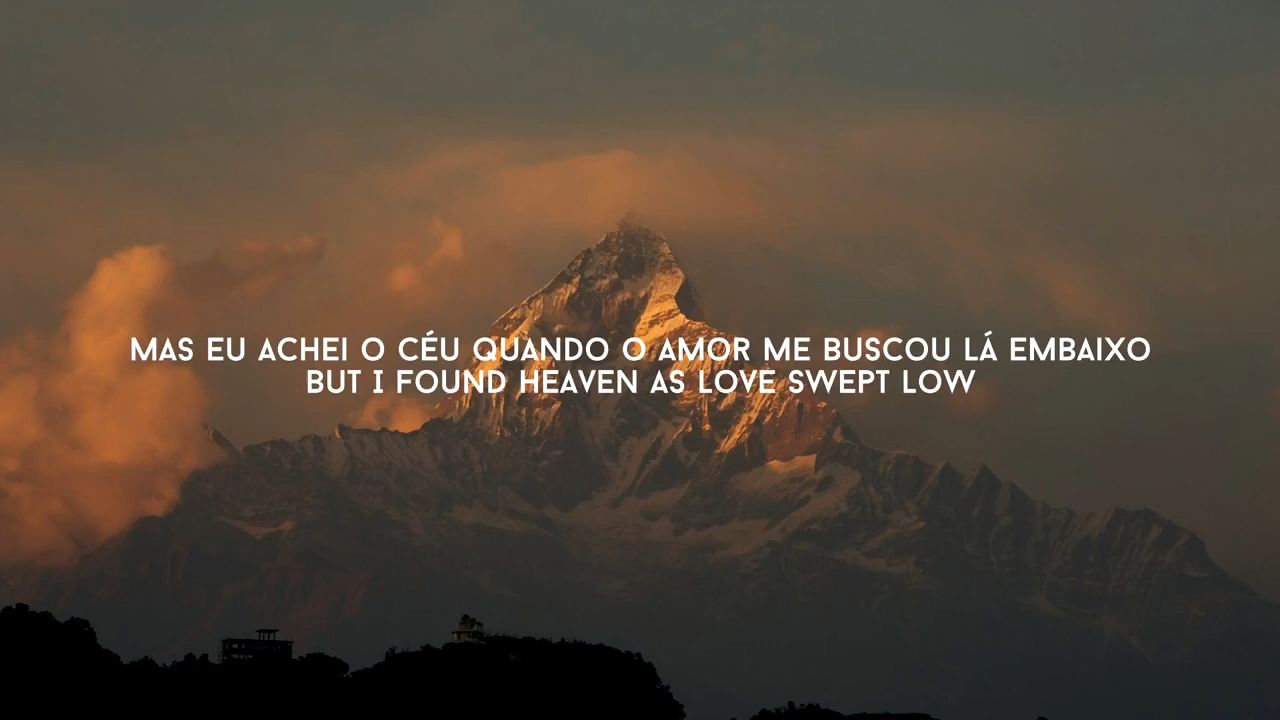 MAS EU ACHEI O CÉU QUANDO O AMOR ME BUSCOU LÁ EMBAIXO
BUT I FOUND HEAVEN AS LOVE SWEPT LOW